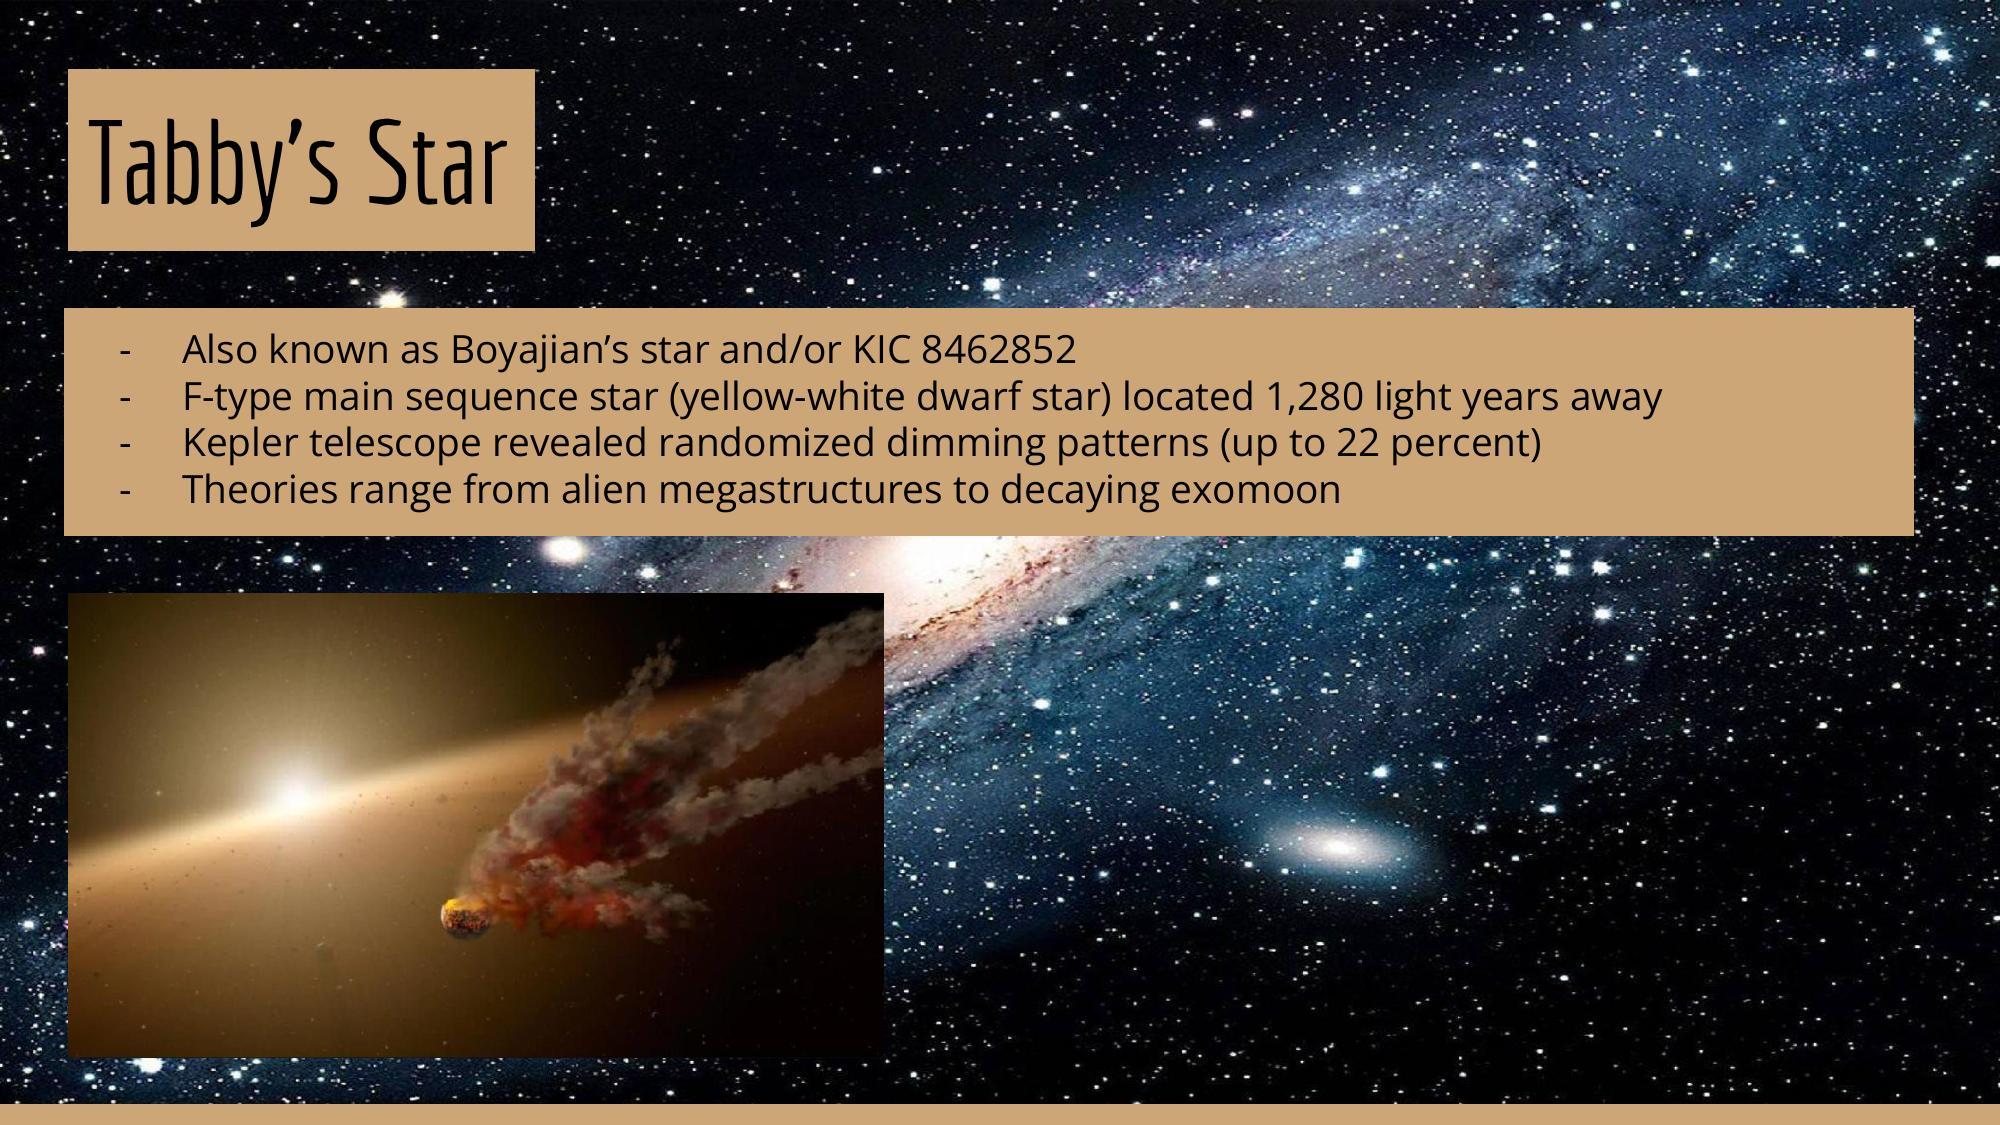 Tabby’s Star
- Also known as Boyajian’s star and/or KIC 8462852
- F-type main sequence star (yellow-white dwarf star) located 1,280 light years away
- Kepler telescope revealed randomized dimming patterns (up to 22 percent)
- Theories range from alien megastructures to decaying exomoon